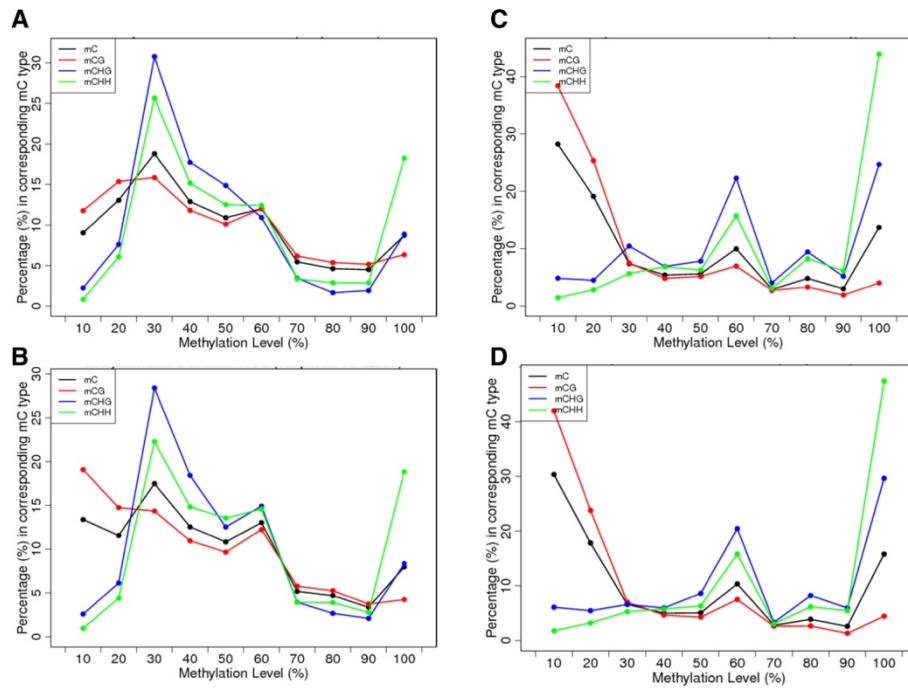 A
Percentage (%) in corresponding mC type
mC
mCG
mCHG
mCHH
30
25
20
15
10
5
0
10 20 30 40 50 60 70 80 90 100
Methylation Level (%)
B
Percentage (%) in corresponding mC type
mC
mCG
mCHG
mCHH
30
25
20
15
10
5
0
10 20 30 40 50 60 70 80 90 100
Methylation Level (%)
C
Percentage (%) in corresponding mC type
mC
mCG
mCHG
mCHH
40
30
20
10
0
10 20 30 40 50 60 70 80 90 100
Methylation Level (%)
D
Percentage (%) in corresponding mC type
mC
mCG
mCHG
mCHH
40
30
20
10
0
10 20 30 40 50 60 70 80 90 100
Methylation Level (%)